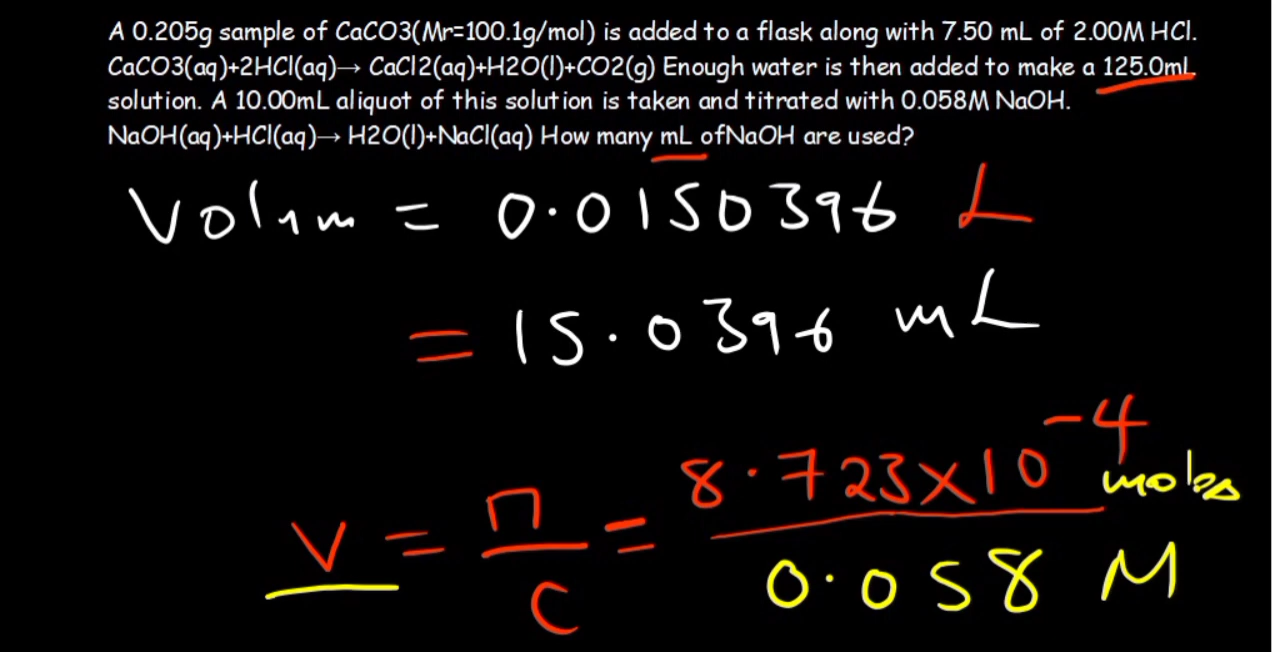 A 0.205g sample of CaCO3(Mr=100.1g/mol) is added to a flask along with 7.50 mL of 2.00M HCl.
CaCO3(aq)+2HCl(aq)→ CaCl2(aq)+H2O(l)+CO2(g) Enough water is then added to make a 125.0mL
solution. A 10.00mL aliquot of this solution is taken and titrated with 0.058M NaOH.
NaOH(aq)+HCl(aq)→ H2O(l)+NaCl(aq) How many mL ofNaOH are used?
Volum = 0.0150396 L
= 15.0396 mL
V = n/c = 8.723×10⁻⁴ moles / 0.058 M